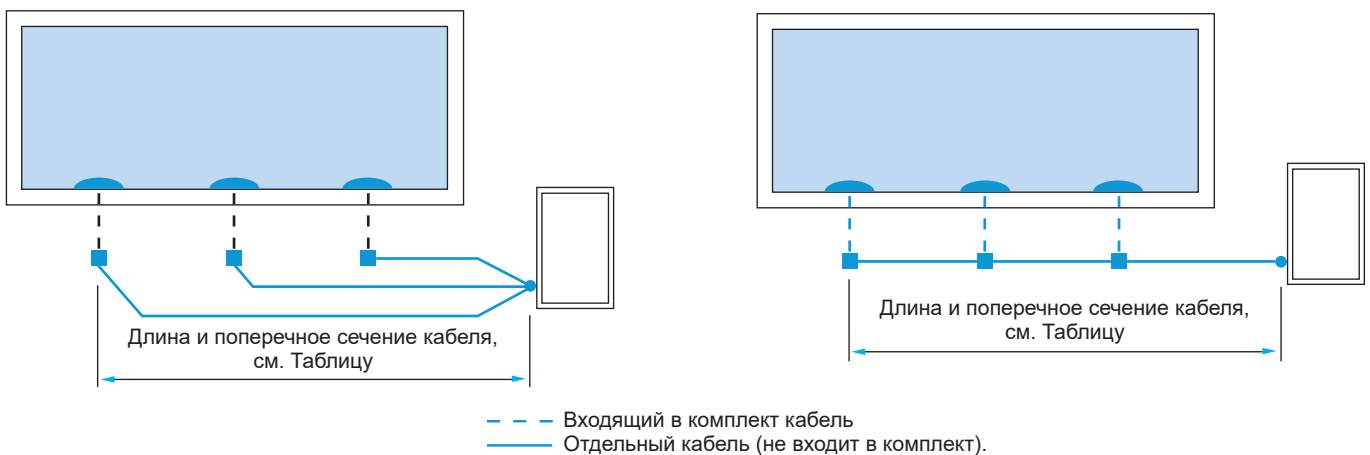 Длина и поперечное сечение кабеля,
см. Таблицу
Длина и поперечное сечение кабеля,
см. Таблицу
Входящий в комплект кабель
Отдельный кабель (не входит в комплект).